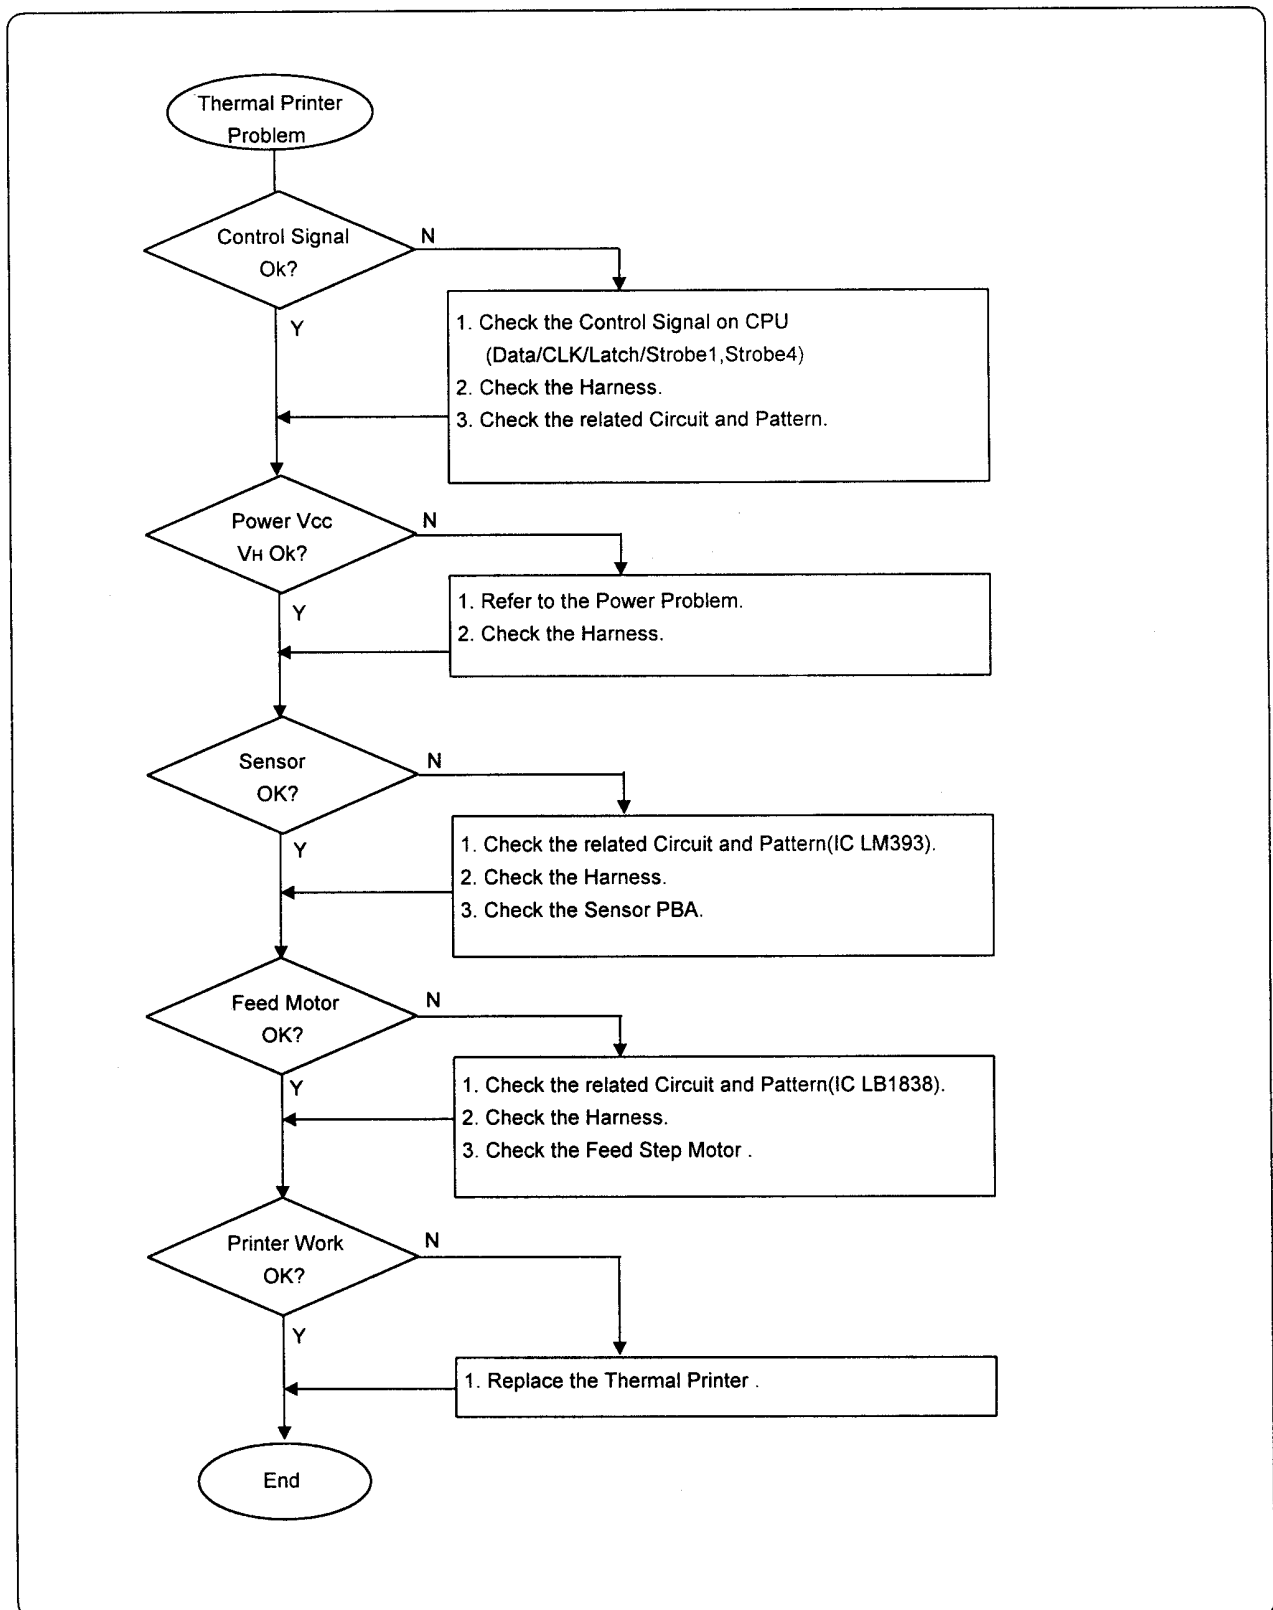 Thermal Printer
Problem
Control Signal
Ok?
N
Y
1. Check the Control Signal on CPU
(Data/CLK/Latch/Strobe1,Strobe4)
2. Check the Harness.
3. Check the related Circuit and Pattern.
Power Vcc
VH Ok?
N
Y
1. Refer to the Power Problem.
2. Check the Harness.
Sensor
OK?
N
Y
1. Check the related Circuit and Pattern(IC LM393).
2. Check the Harness.
3. Check the Sensor PBA.
Feed Motor
OK?
N
Y
1. Check the related Circuit and Pattern(IC LB1838).
2. Check the Harness.
3. Check the Feed Step Motor .
Printer Work
OK?
N
Y
1. Replace the Thermal Printer .
End